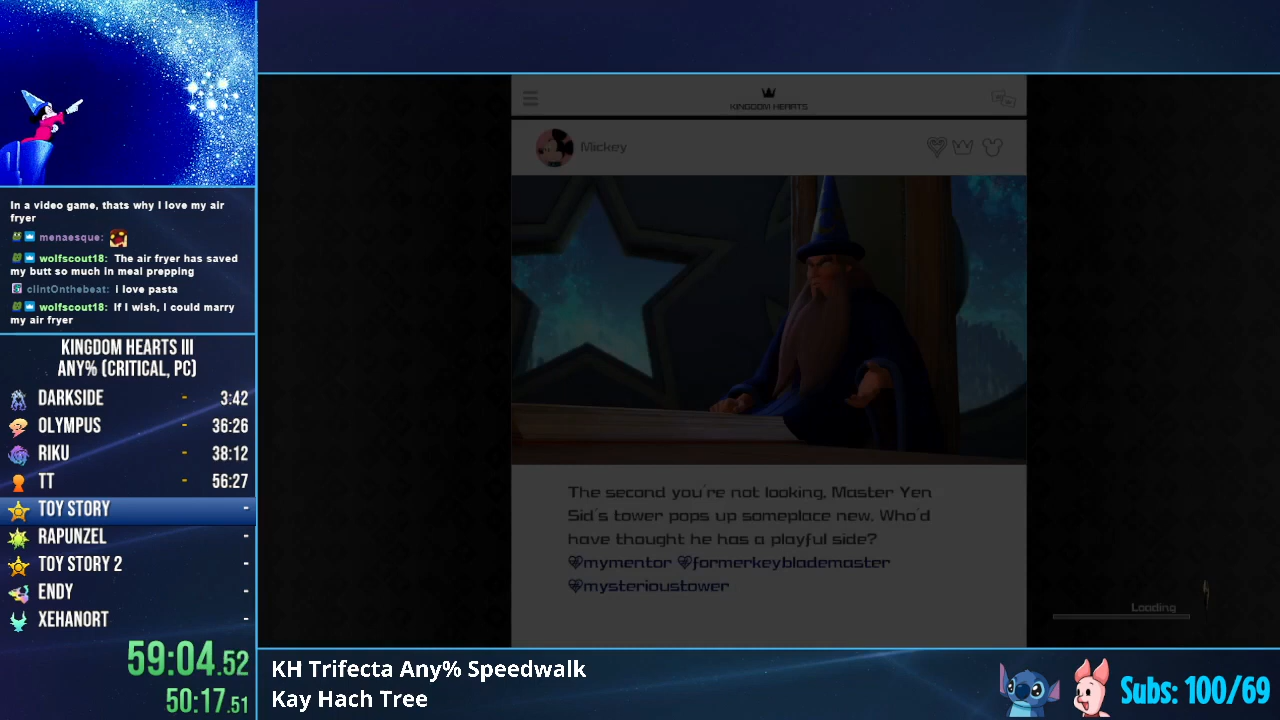 In a video game, thats why I love my air
fryer
menaesque:
wolfscout18: The air fryer has saved
my butt so much in meal prepping
clintOnthebeat: i love pasta
wolfscout18: If I wish, I could marry
my air fryer
KINGDOM HEARTS III
ANY% (CRITICAL, PC)
DARKSIDE - 3:42
OLYMPUS - 36:26
RIKU - 38:12
TT - 56:27
TOY STORY -
RAPUNZEL -
TOY STORY 2 -
ENDY -
XEHANORT -
59:04.52
50:17.51
KINGDOM HEARTS
Mickey
The second you're not looking, Master Yen
Sid's tower pops up someplace new. Who'd
have thought he has a playful side?
mymentor formerkeyblademaster
mysterioustower
Loading
KH Trifecta Any% Speedwalk
Kay Hach Tree
Subs: 100/69